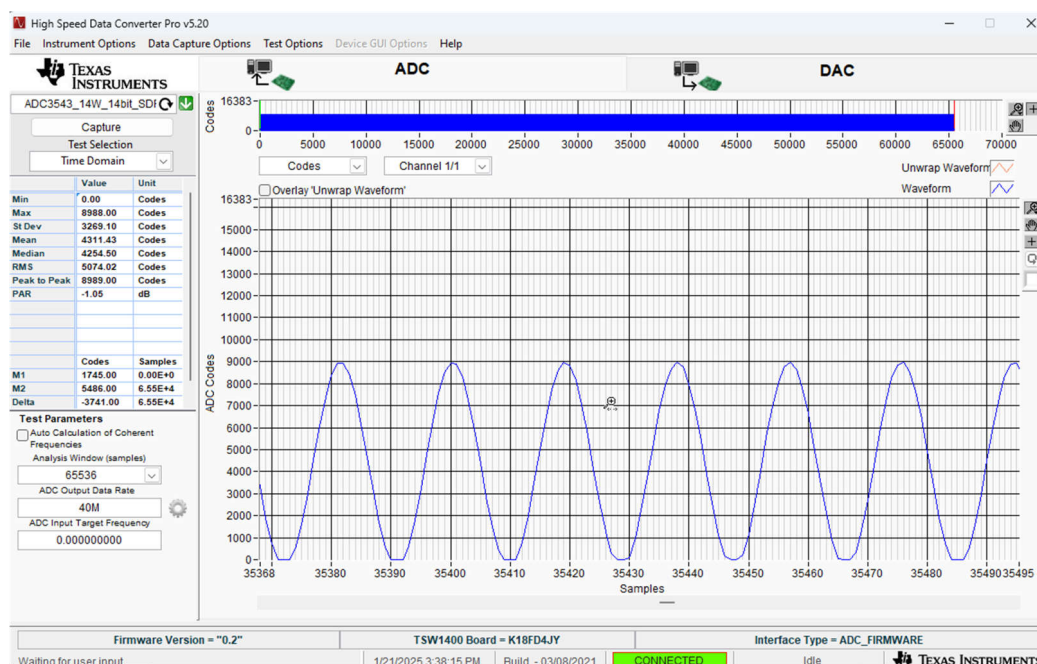 High Speed Data Converter Pro v5.20
File Instrument Options Data Capture Options Test Options Device GUI Options Help
TEXAS INSTRUMENTS
ADC
DAC
ADC3543_14W_14bit_SDR
Capture
Test Selection
Time Domain
Value Unit
Min 0.00 Codes
Max 8988.00 Codes
St Dev 3269.10 Codes
Mean 4311.43 Codes
Median 4254.50 Codes
RMS 5074.02 Codes
Peak to Peak 8989.00 Codes
PAR -1.05 dB
Codes Samples
M1 1745.00 0.00E+0
M2 5486.00 6.55E+4
Delta -3741.00 6.55E+4
Test Parameters
Auto Calculation of Coherent
Frequencies
Analysis Window (samples)
65536
ADC Output Data Rate
40M
ADC Input Target Frequency
0.000000000
Codes
16383
0
0 5000 10000 15000 20000 25000 30000 35000 40000 45000 50000 55000 60000 65000 70000
Codes
Channel 1/1
Unwrap Waveform
Overlay 'Unwrap Waveform'
Waveform
ADC Codes
16383
15000
14000
13000
12000
11000
10000
9000
8000
7000
6000
5000
4000
3000
2000
1000
0
35368 35380 35390 35400 35410 35420 35430 35440 35450 35460 35470 35480 35490 35495
Samples
Firmware Version = "0.2"
TSW1400 Board = K18FD4JY
Interface Type = ADC_FIRMWARE
Waiting for user input
1/21/2025 3:38:15 PM
Build - 03/08/2021
CONNECTED
Idle
TEXAS INSTRUMENTS